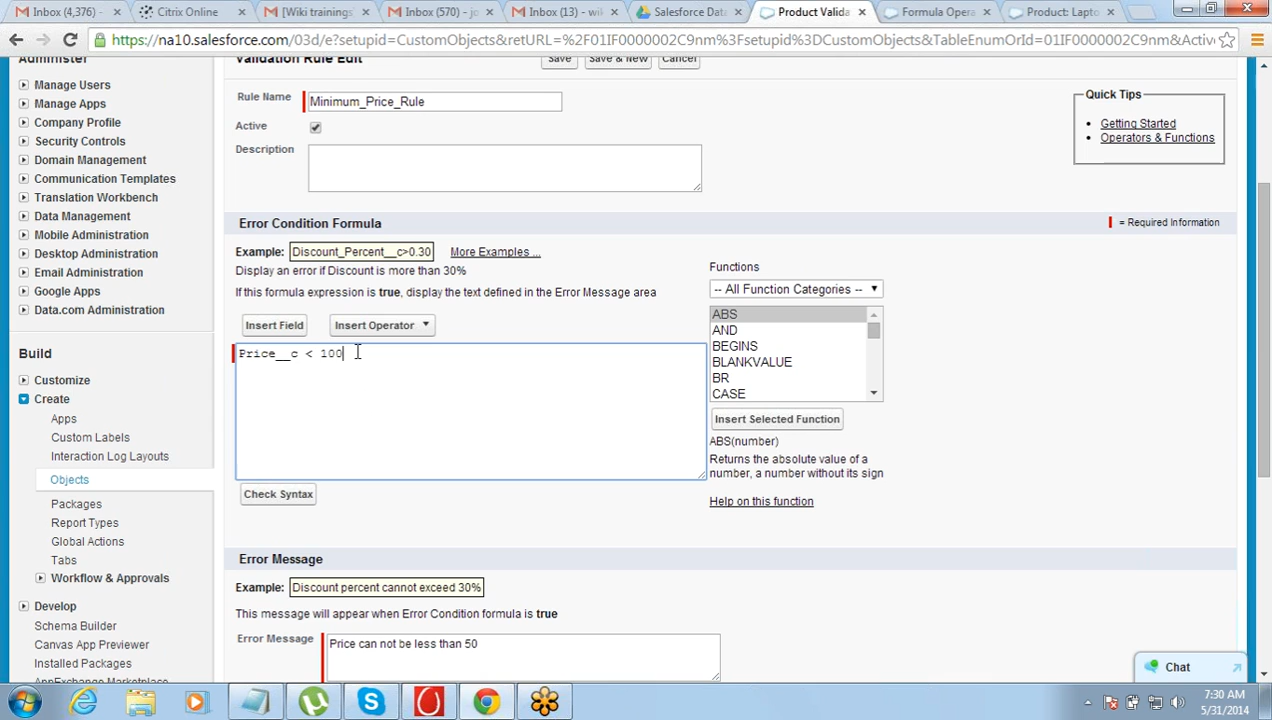 Inbox (4,376)
Citrix Online
[Wiki trainings
Inbox (570) - jo
Inbox (13) - wik
Salesforce Data
Product Valida
Formula Opera
Product: Lapto
https://na10.salesforce.com/03d/e?setupid=CustomObjects&retURL=%2F01IF0000002C9nm%3Fsetupid%3DCustomObjects&TableEnumOrId=01IF0000002C9nm&Activ
Administer
Manage Users
Manage Apps
Company Profile
Security Controls
Domain Management
Communication Templates
Translation Workbench
Data Management
Mobile Administration
Desktop Administration
Email Administration
Google Apps
Data.com Administration
Build
Customize
Create
Apps
Custom Labels
Interaction Log Layouts
Objects
Packages
Report Types
Global Actions
Tabs
Workflow & Approvals
Develop
Schema Builder
Canvas App Previewer
Installed Packages
AppExchange Marketplace
Validation Rule Edit
Save
Save & New
Cancel
Rule Name
Minimum_Price_Rule
Active
Description
Quick Tips
Getting Started
Operators & Functions
Error Condition Formula
= Required Information
Example: Discount_Percent__c>0.30 More Examples ...
Display an error if Discount is more than 30%
If this formula expression is true, display the text defined in the Error Message area
Insert Field
Insert Operator
Price__c < 100
Check Syntax
Functions
-- All Function Categories --
ABS
AND
BEGINS
BLANKVALUE
BR
CASE
Insert Selected Function
ABS(number)
Returns the absolute value of a
number, a number without its sign
Help on this function
Error Message
Example: Discount percent cannot exceed 30%
This message will appear when Error Condition formula is true
Error Message
Price can not be less than 50
Chat
7:30 AM
5/31/2014